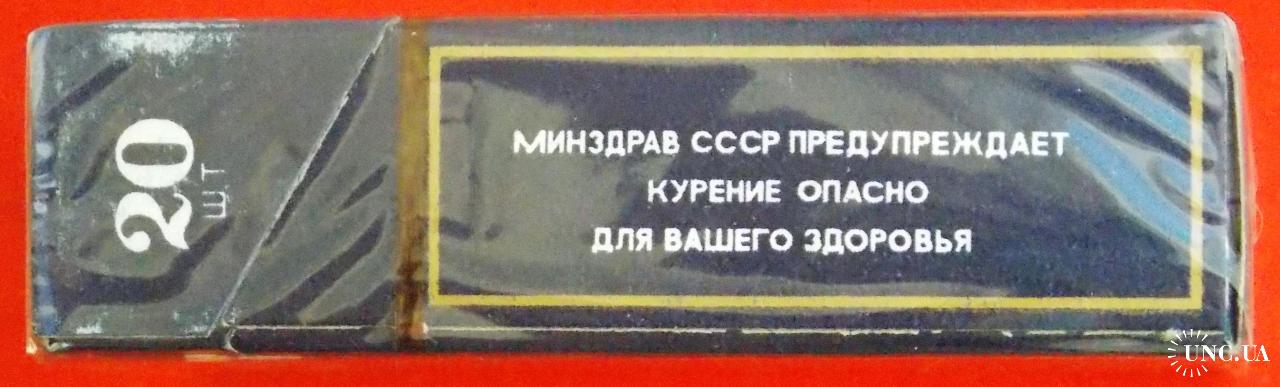 20
ШТ
МИНЗДРАВ СССР ПРЕДУПРЕЖДАЕТ
КУРЕНИЕ ОПАСНО
ДЛЯ ВАШЕГО ЗДОРОВЬЯ
UNC.UA